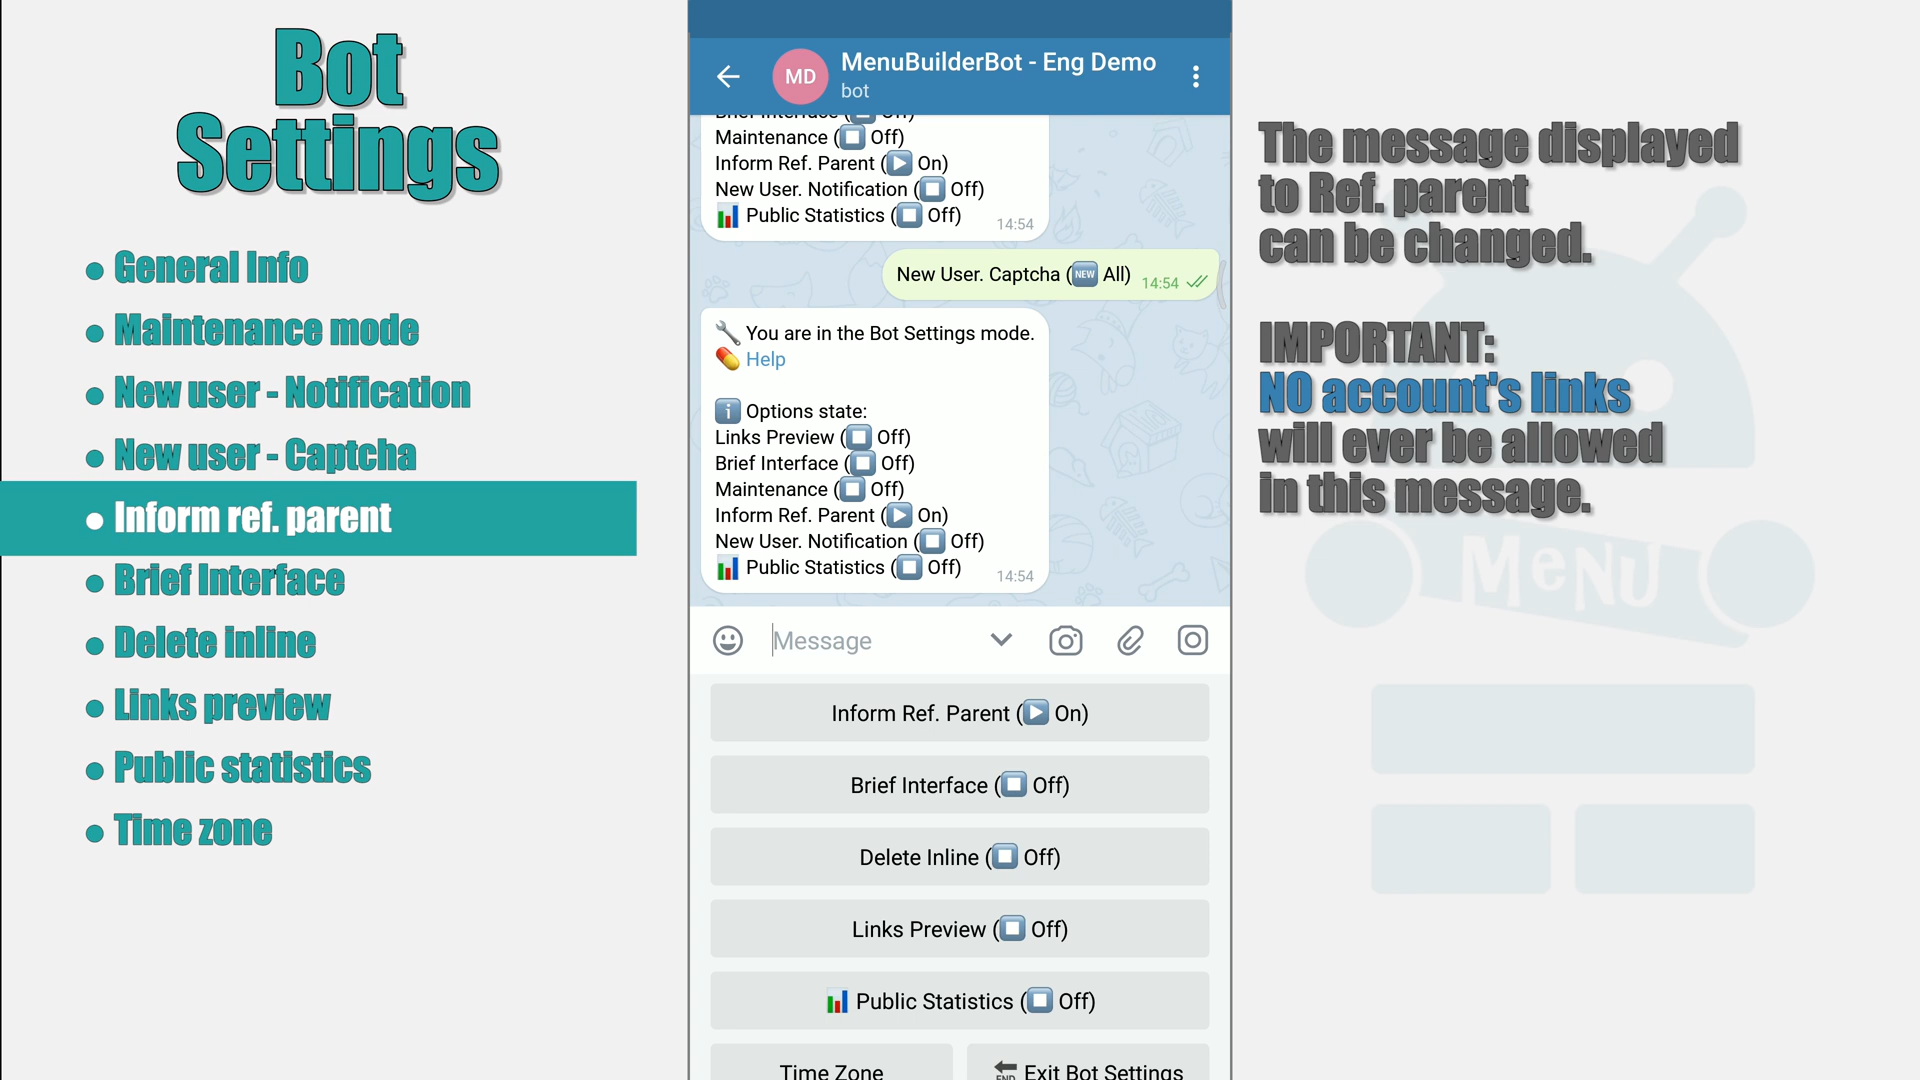 Bot
Settings
● General Info
● Maintenance mode
● New user - Notification
● New user - Captcha
● Inform ref. parent
● Brief Interface
● Delete inline
● Links preview
● Public statistics
● Time zone
MD
MenuBuilderBot - Eng Demo
bot
Brief Interface (⏹ Off)
Maintenance (⏹ Off)
Inform Ref. Parent (▶ On)
New User. Notification (⏹ Off)
📊 Public Statistics (⏹ Off)
14:54
New User. Captcha (🆕 All)
14:54
🔧 You are in the Bot Settings mode.
💊 Help
ℹ Options state:
Links Preview (⏹ Off)
Brief Interface (⏹ Off)
Maintenance (⏹ Off)
Inform Ref. Parent (▶ On)
New User. Notification (⏹ Off)
📊 Public Statistics (⏹ Off)
14:54
Message
Inform Ref. Parent (▶ On)
Brief Interface (⏹ Off)
Delete Inline (⏹ Off)
Links Preview (⏹ Off)
📊 Public Statistics (⏹ Off)
Time Zone
🔚 Exit Bot Settings
The message displayed
to Ref. parent
can be changed.
IMPORTANT:
NO account's links
will ever be allowed
in this message.
MeNU